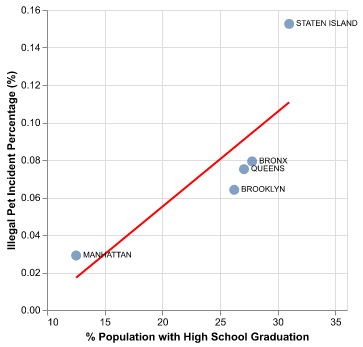 0.16
STATEN ISLAND
0.14
0.12
0.10
0.08
BRONX
QUEENS
0.06
BROOKLYN
0.04
MANHATTAN
0.02
0.00
10 15 20 25 30 35
Illegal Pet Incident Percentage (%)
% Population with High School Graduation